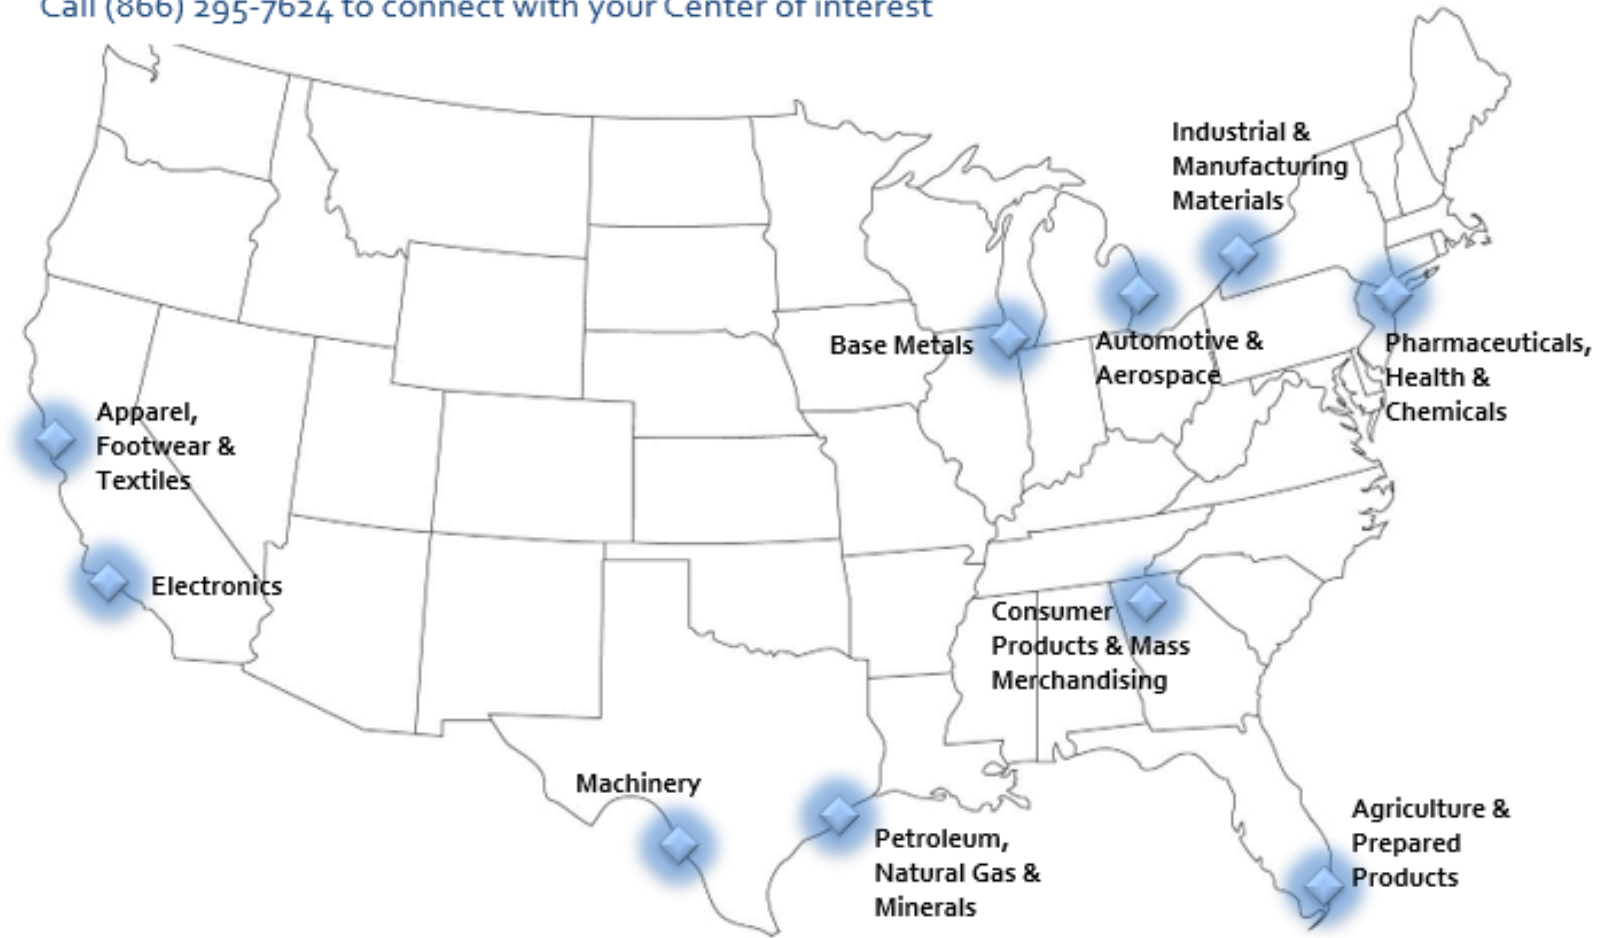 Call (866) 295-7624 to connect with your Center of interest
Industrial &
Manufacturing
Materials
Base Metals
Automotive &
Aerospace
Pharmaceuticals,
Health &
Chemicals
Apparel,
Footwear &
Textiles
Electronics
Consumer
Products & Mass
Merchandising
Machinery
Petroleum,
Natural Gas &
Minerals
Agriculture &
Prepared
Products